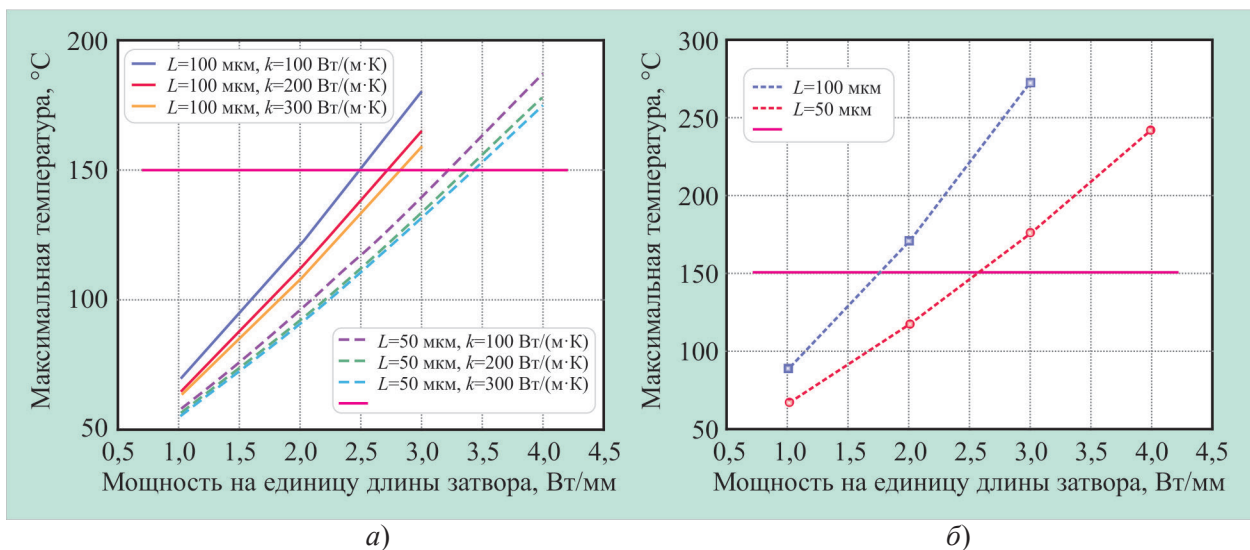 Максимальная температура, °C
200
150
100
50
L=100 мкм, k=100 Вт/(м·К)
L=100 мкм, k=200 Вт/(м·К)
L=100 мкм, k=300 Вт/(м·К)
L=50 мкм, k=100 Вт/(м·К)
L=50 мкм, k=200 Вт/(м·К)
L=50 мкм, k=300 Вт/(м·К)
0,5 1,0 1,5 2,0 2,5 3,0 3,5 4,0 4,5
Мощность на единицу длины затвора, Вт/мм
а)
Максимальная температура, °C
300
250
200
150
100
50
L=100 мкм
L=50 мкм
0,5 1,0 1,5 2,0 2,5 3,0 3,5 4,0 4,5
Мощность на единицу длины затвора, Вт/мм
б)